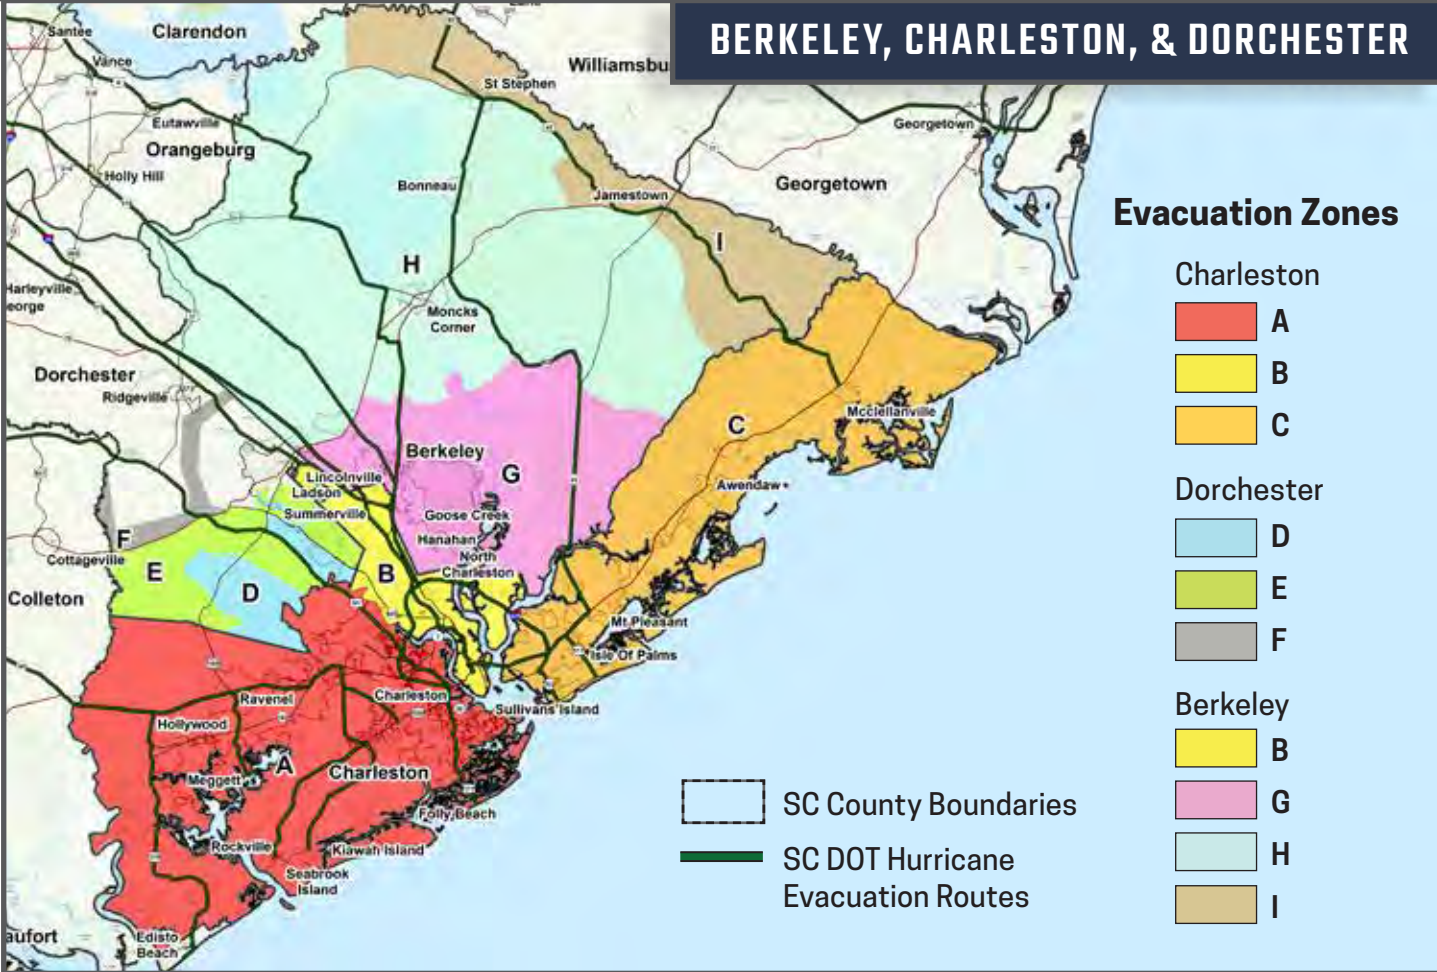 BERKELEY, CHARLESTON, & DORCHESTER
Santee
Clarendon
Vance
Williamsbu
St Stephen
Eutawville
Orangeburg
Holly Hill
Georgetown
Georgetown
Bonneau
Jamestown
I
H
Harleyville
eorge
Moncks
Corner
Dorchester
Ridgeville
Mcclellanville
C
Berkeley
G
Lincolnville
Ladson
Summerville
Awendaw
Goose Creek
Hanahan
North
Charleston
F
Cottageville
E
D
B
Colleton
Mt Pleasant
Isle Of Palms
Ravenel
Charleston
Sullivans Island
Hollywood
A
Meggett
Charleston
Folly Beach
Rockville
Kiawah Island
Seabrook
Island
aufort
Edisto
Beach
Evacuation Zones
Charleston
A
B
C
Dorchester
D
E
F
Berkeley
B
G
H
I
SC County Boundaries
SC DOT Hurricane
Evacuation Routes